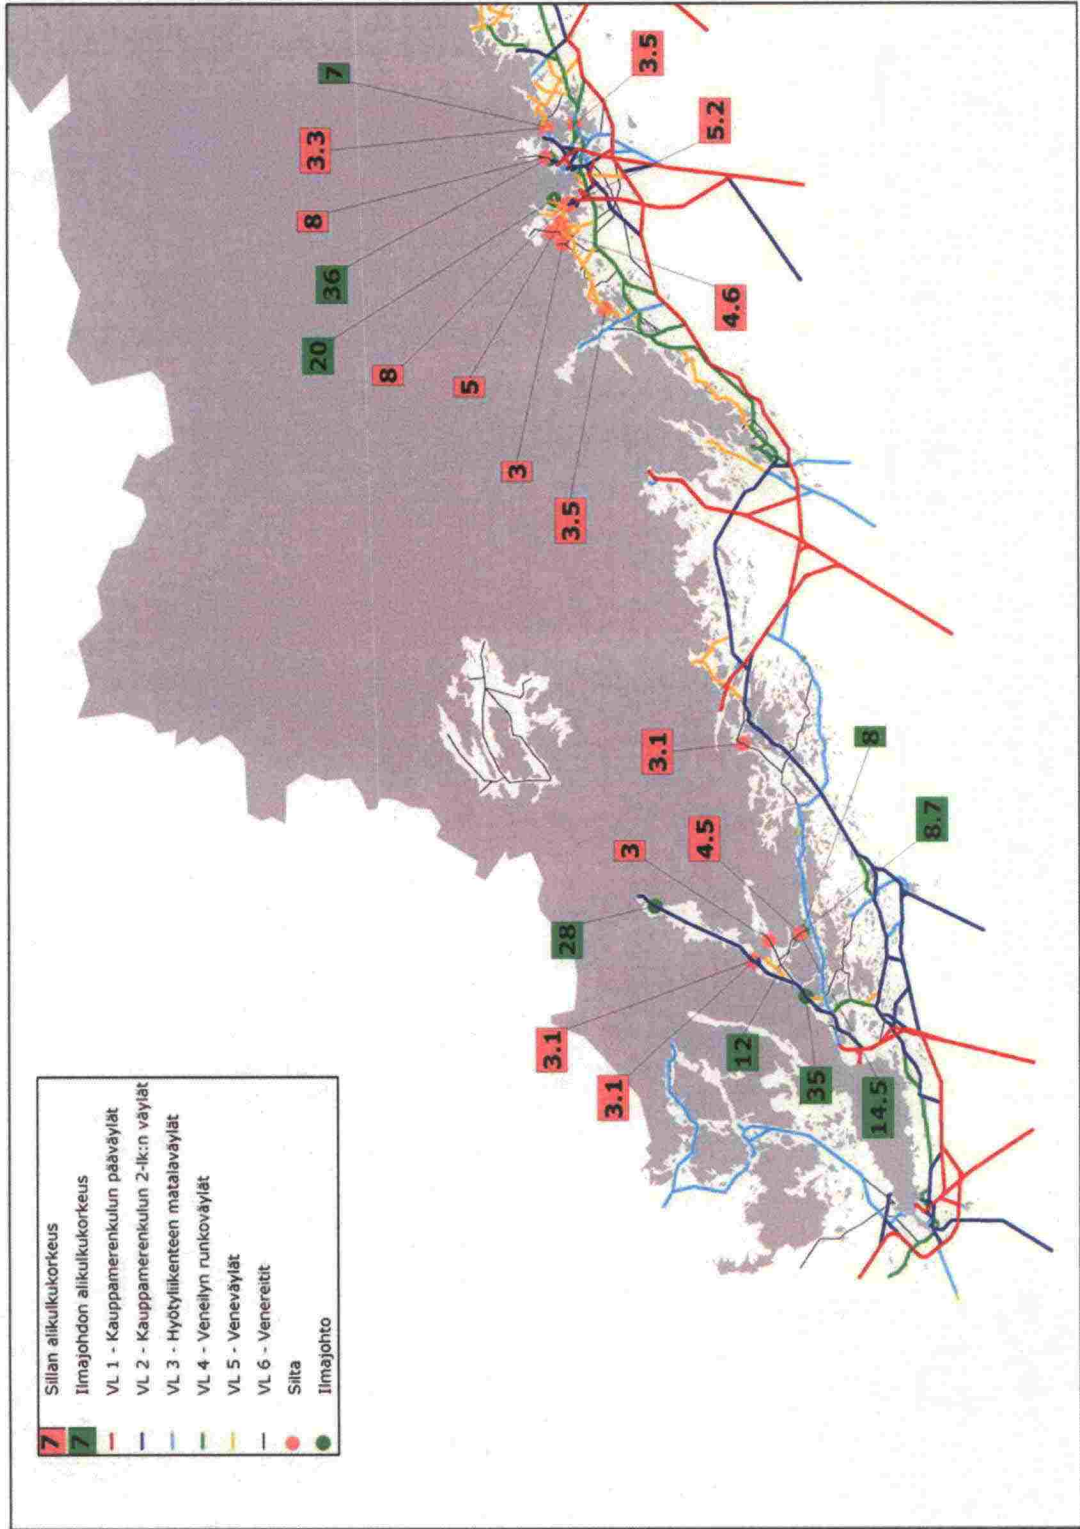 7 Sillan alikulkukorkeus
7 Ilmajohdon alikulkukorkeus
VL 1 - Kauppamerenkulun pääväylät
VL 2 - Kauppamerenkulun 2-lk:n väylät
VL 3 - Hyötyliikenteen matalaväylät
VL 4 - Veneilyn runkoväylät
VL 5 - Veneväylät
VL 6 - Venereitit
Silta
Ilmajohto
20
36
8
3.3
7
8
5
3
3.1
28
3.5
3.1
3
3.1
3.5
4.5
4.6
5.2
12
35
14.5
8
8.7